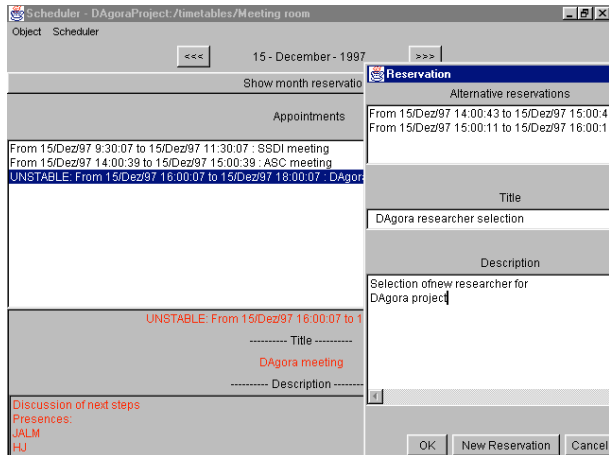 Scheduler - DAgoraProject:/timetables/Meeting room
Object Scheduler
<<< 15 - December - 1997 >>>
Show month reservatio
Appointments
From 15/Dez/97 9:30:07 to 15/Dez/97 11:30:07 : SSDI meeting
From 15/Dez/97 14:00:39 to 15/Dez/97 15:00:39 : ASC meeting
UNSTABLE: From 15/Dez/97 16:00:07 to 15/Dez/97 18:00:07 : DAgora
UNSTABLE: From 15/Dez/97 16:00:07 to 1
---------- Title ----------
DAgora meeting
---------- Description --------
Discussion of next steps
Presences:
JALM
HJ
Reservation
Alternative reservations
From 15/Dez/97 14:00:43 to 15/Dez/97 15:00:4
From 15/Dez/97 15:00:11 to 15/Dez/97 16:00:1
Title
DAgora researcher selection
Description
Selection ofnew researcher for
DAgora project
OK New Reservation Cancel